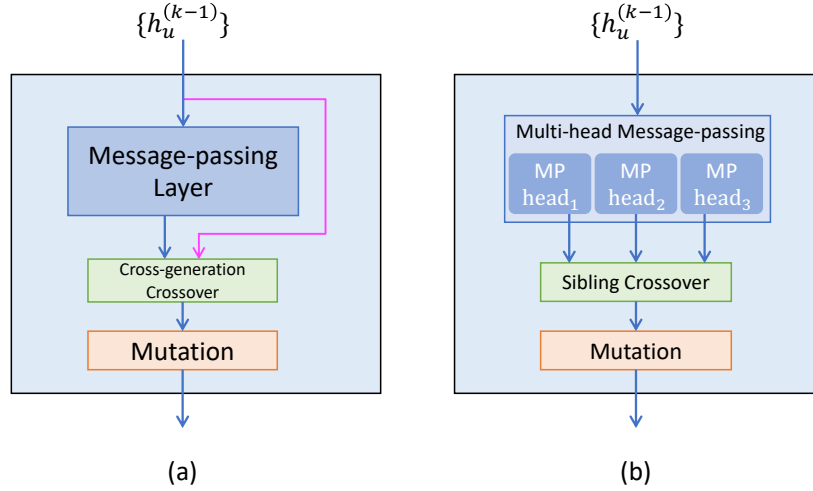 {h_u^{(k−1)}}
Message-passing
Layer
Cross-generation
Crossover
Mutation
(a)
{h_u^{(k−1)}}
Multi-head Message-passing
MP
head₁
MP
head₂
MP
head₃
Sibling Crossover
Mutation
(b)